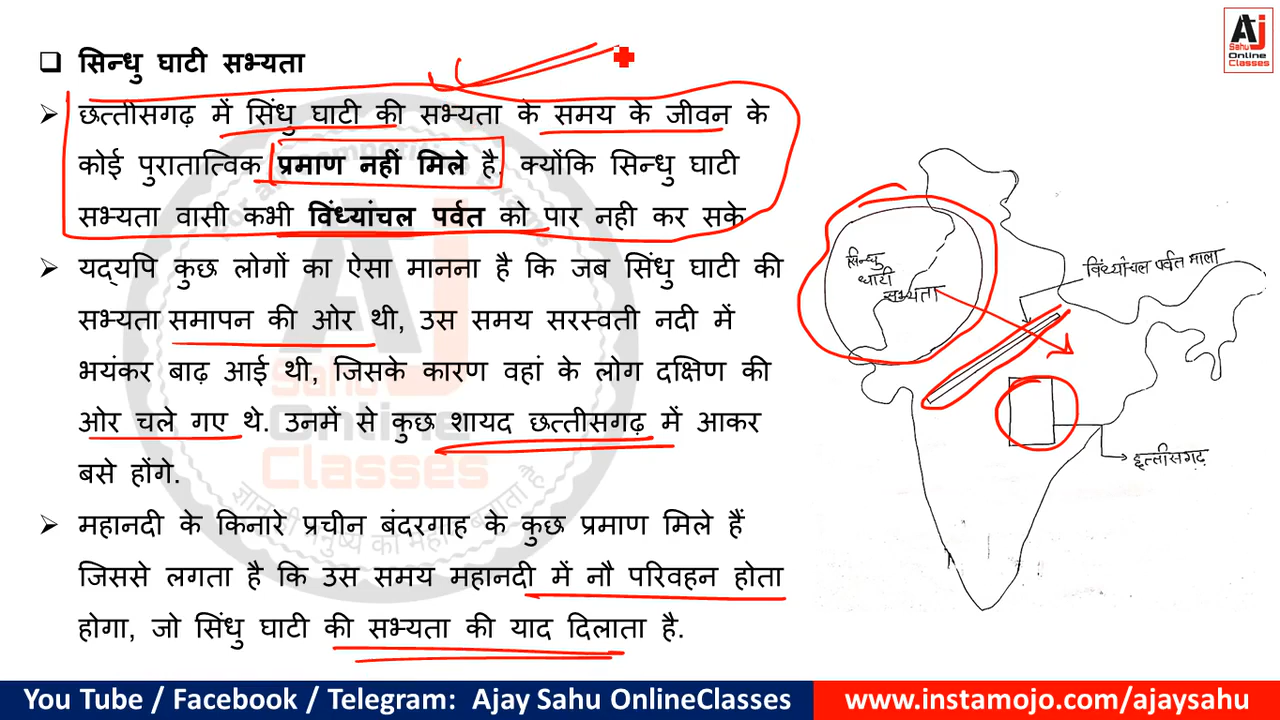 Aj
Sahu
Online
Classes
❑ सिन्धु घाटी सभ्यता
➢ छत्तीसगढ़ में सिंधु घाटी की सभ्यता के समय के जीवन के
कोई पुरातात्विक प्रमाण नहीं मिले है. क्योंकि सिन्धु घाटी
सभ्यता वासी कभी विंध्यांचल पर्वत को पार नही कर सके
➢ यद्यपि कुछ लोगों का ऐसा मानना है कि जब सिंधु घाटी की
सभ्यता समापन की ओर थी, उस समय सरस्वती नदी में
भयंकर बाढ़ आई थी, जिसके कारण वहां के लोग दक्षिण की
ओर चले गए थे. उनमें से कुछ शायद छत्तीसगढ़ में आकर
बसे होंगे.
➢ महानदी के किनारे प्रचीन बंदरगाह के कुछ प्रमाण मिले हैं
जिससे लगता है कि उस समय महानदी में नौ परिवहन होता
होगा, जो सिंधु घाटी की सभ्यता की याद दिलाता है.
सिन्धु
घाटी
सभ्यता
विंध्यांचल पर्वत माला
छत्तीसगढ़
Sahu
Online
Classes
You Tube / Facebook / Telegram: Ajay Sahu OnlineClasses
www.instamojo.com/ajaysahu